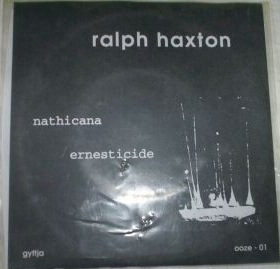 ralph haxton
nathicana
ernesticide
gyttja
ooze - 01